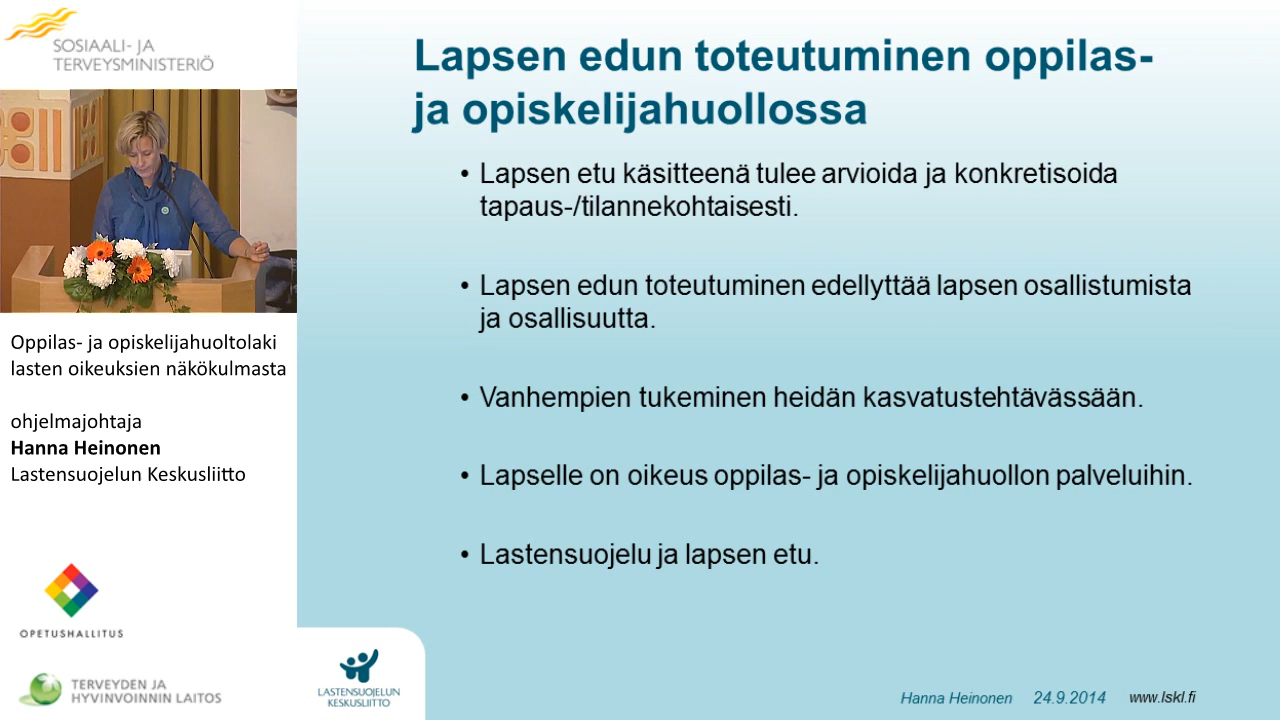 SOSIAALI- JA
TERVEYSMINISTERIÖ
Oppilas- ja opiskelijahuoltolaki
lasten oikeuksien näkökulmasta
ohjelmajohtaja
Hanna Heinonen
Lastensuojelun Keskusliitto
OPETUSHALLITUS
TERVEYDEN JA
HYVINVOINNIN LAITOS
Lapsen edun toteutuminen oppilas-
ja opiskelijahuollossa
• Lapsen etu käsitteenä tulee arvioida ja konkretisoida
tapaus-/tilannekohtaisesti.
• Lapsen edun toteutuminen edellyttää lapsen osallistumista
ja osallisuutta.
• Vanhempien tukeminen heidän kasvatustehtävässään.
• Lapselle on oikeus oppilas- ja opiskelijahuollon palveluihin.
• Lastensuojelu ja lapsen etu.
LASTENSUOJELUN
KESKUSLIITTO
Hanna Heinonen 24.9.2014 www.lskl.fi